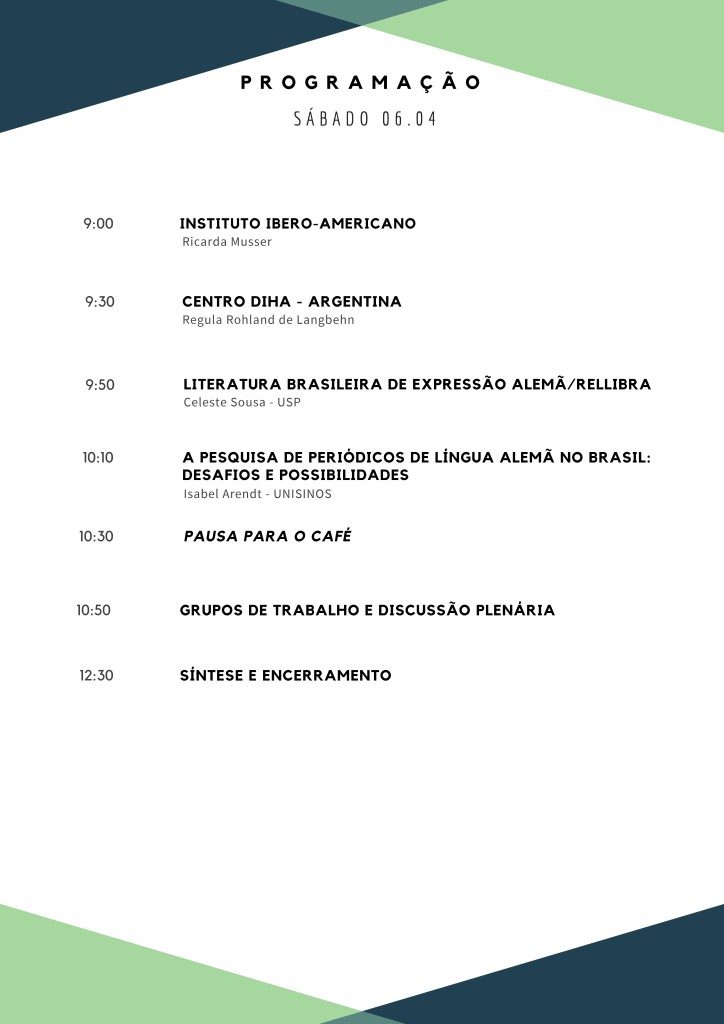 PROGRAMAÇÃO
SÁBADO 06.04
9:00 INSTITUTO IBERO-AMERICANO
Ricarda Musser
9:30 CENTRO DIHA - ARGENTINA
Regula Rohland de Langbehn
9:50 LITERATURA BRASILEIRA DE EXPRESSÃO ALEMÃ/RELLIBRA
Celeste Sousa - USP
10:10 A PESQUISA DE PERIÓDICOS DE LÍNGUA ALEMÃ NO BRASIL:
DESAFIOS E POSSIBILIDADES
Isabel Arendt - UNISINOS
10:30 PAUSA PARA O CAFÉ
10:50 GRUPOS DE TRABALHO E DISCUSSÃO PLENÁRIA
12:30 SÍNTESE E ENCERRAMENTO